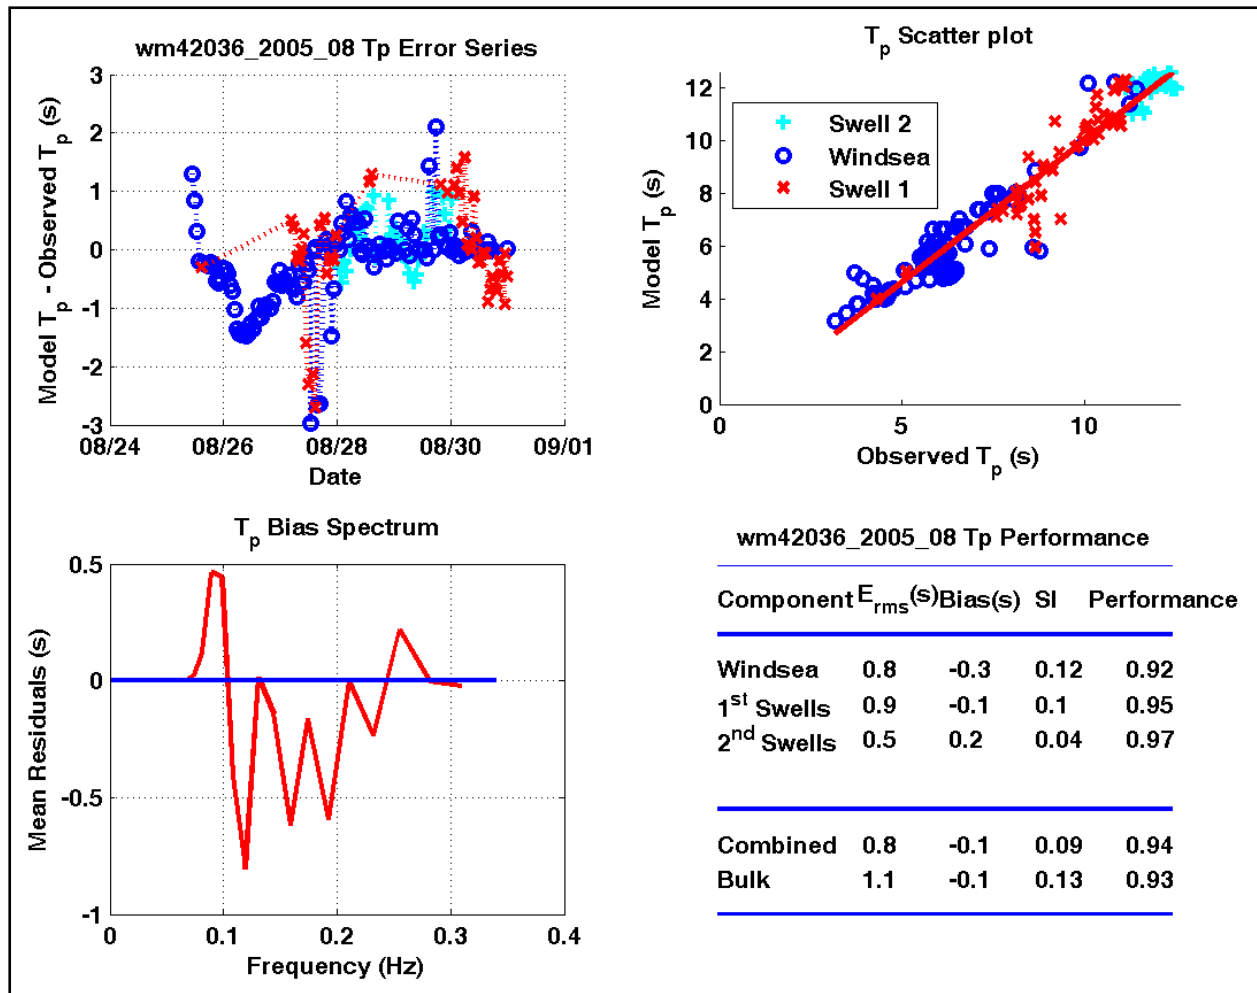 wm42036_2005_08 Tp Error Series
3
2
1
0
-1
-2
-3
Model Tp - Observed Tp (s)
08/24 08/26 08/28 08/30 09/01
Date
Tp Scatter plot
12
10
8
6
4
2
0
Model Tp (s)
Swell 2
Windsea
Swell 1
0 5 10
Observed Tp (s)
Tp Bias Spectrum
0.5
0
-0.5
-1
Mean Residuals (s)
0 0.1 0.2 0.3 0.4
Frequency (Hz)
wm42036_2005_08 Tp Performance
Component Erms(s) Bias(s) SI Performance
Windsea 0.8 -0.3 0.12 0.92
1st Swells 0.9 -0.1 0.1 0.95
2nd Swells 0.5 0.2 0.04 0.97
Combined 0.8 -0.1 0.09 0.94
Bulk 1.1 -0.1 0.13 0.93